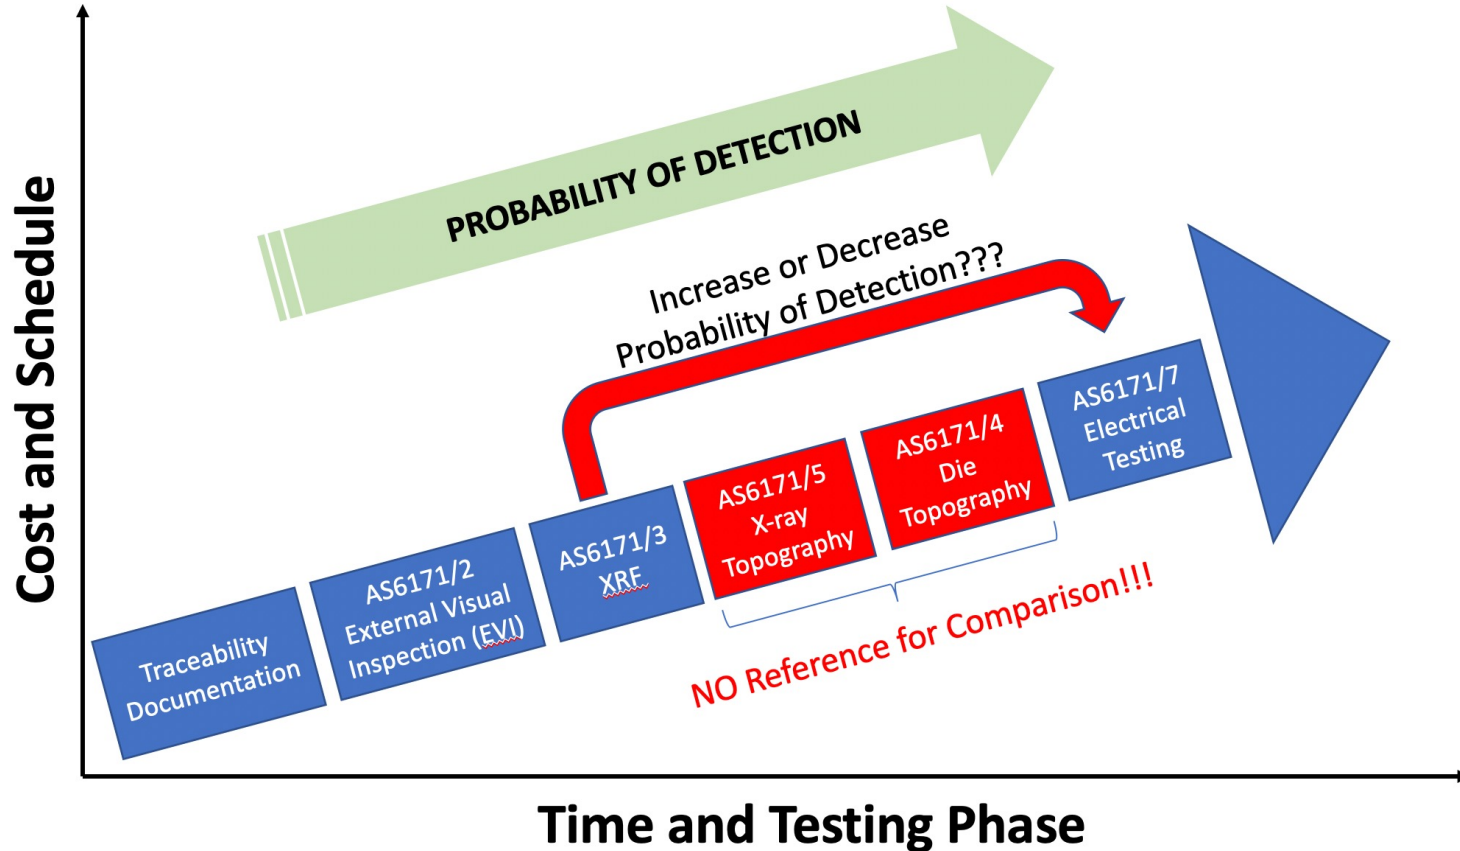 PROBABILITY OF DETECTION
Increase or Decrease
Probability of Detection???
Cost and Schedule
Traceability
Documentation
AS6171/2
External Visual
Inspection (EVI)
AS6171/3
XRF
AS6171/5
X-ray
Topography
AS6171/4
Die
Topography
AS6171/7
Electrical
Testing
NO Reference for Comparison!!!
Time and Testing Phase